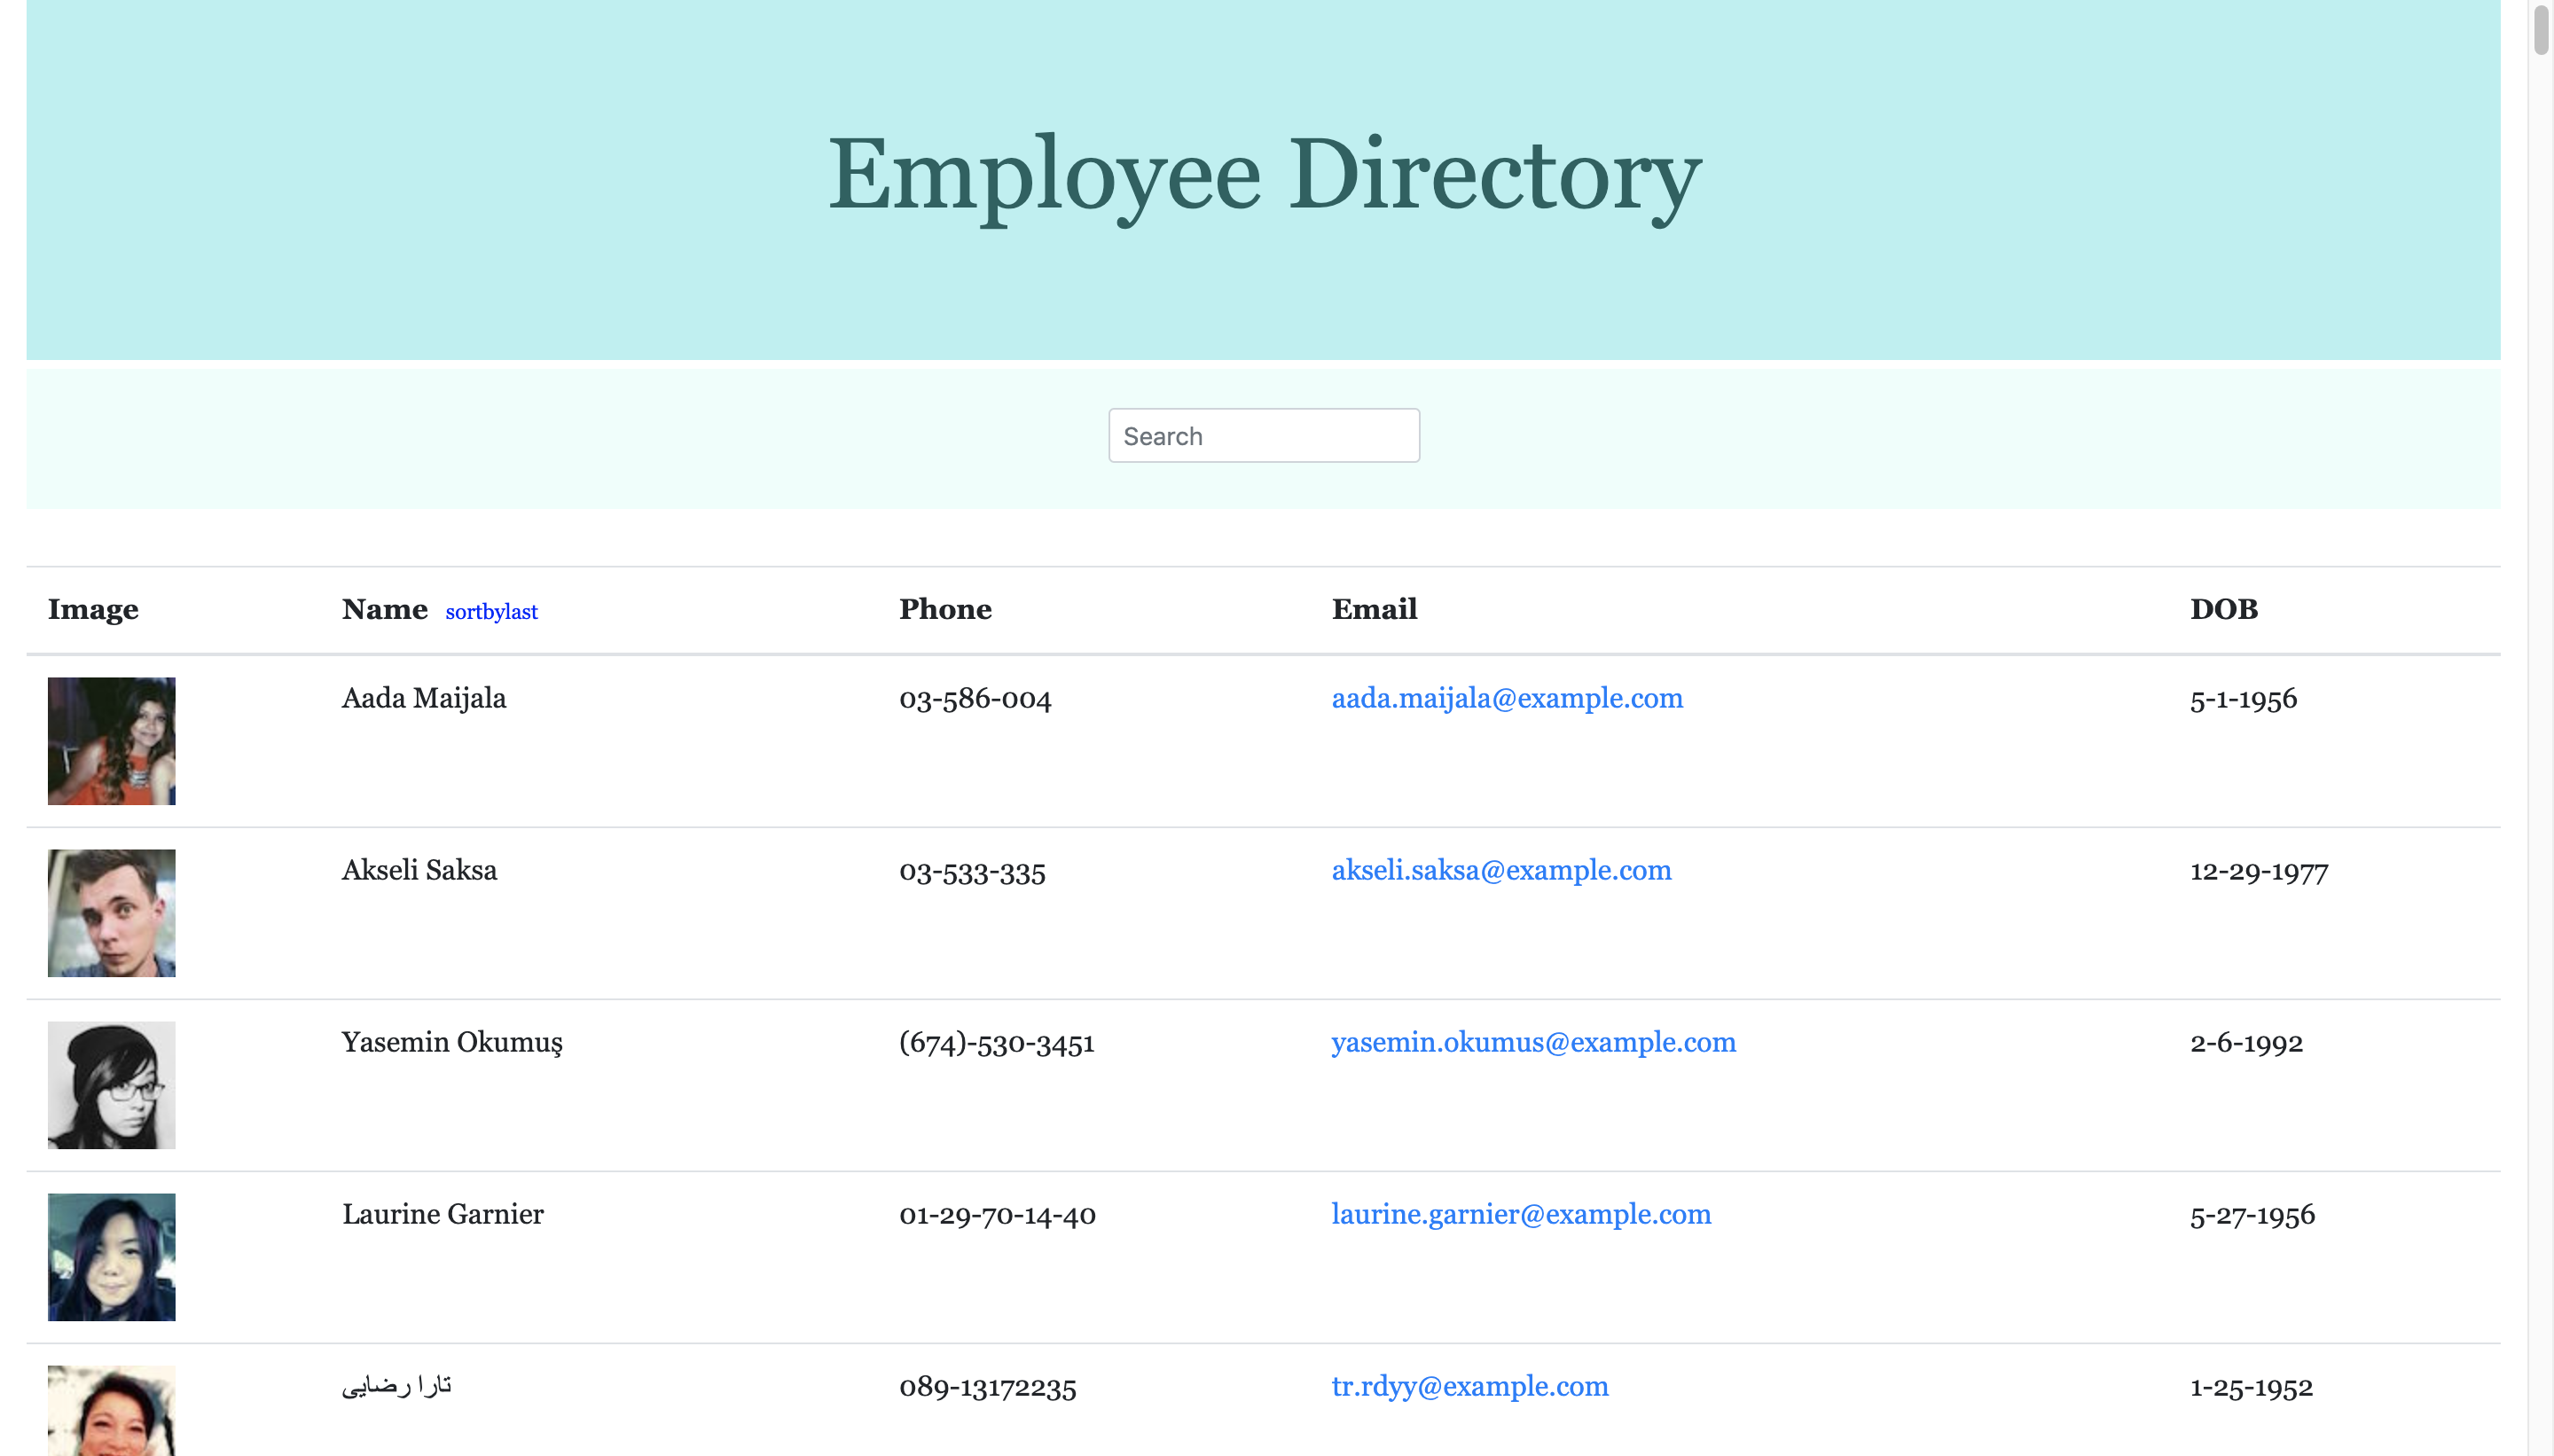 Employee Directory
Search
Image Name sortbylast Phone Email DOB
Aada Maijala 03-586-004 aada.maijala@example.com 5-1-1956
Akseli Saksa 03-533-335 akseli.saksa@example.com 12-29-1977
Yasemin Okumuş (674)-530-3451 yasemin.okumus@example.com 2-6-1992
Laurine Garnier 01-29-70-14-40 laurine.garnier@example.com 5-27-1956
تارا رضایی 089-13172235 tr.rdyy@example.com 1-25-1952